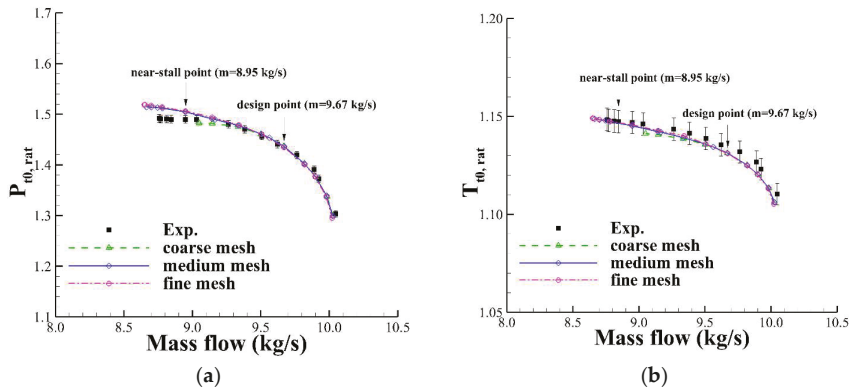 1.7
1.6
1.5
1.4
1.3
1.2
1.1
P_t0, rat
near-stall point (m=8.95 kg/s)
design point (m=9.67 kg/s)
Exp.
coarse mesh
medium mesh
fine mesh
8.0 8.5 9.0 9.5 10.0 10.5
Mass flow (kg/s)
(a)
1.20
1.15
1.10
1.05
T_t0, rat
near-stall point (m=8.95 kg/s)
design point (m=9.67 kg/s)
Exp.
coarse mesh
medium mesh
fine mesh
8.0 8.5 9.0 9.5 10.0 10.5
Mass flow (kg/s)
(b)